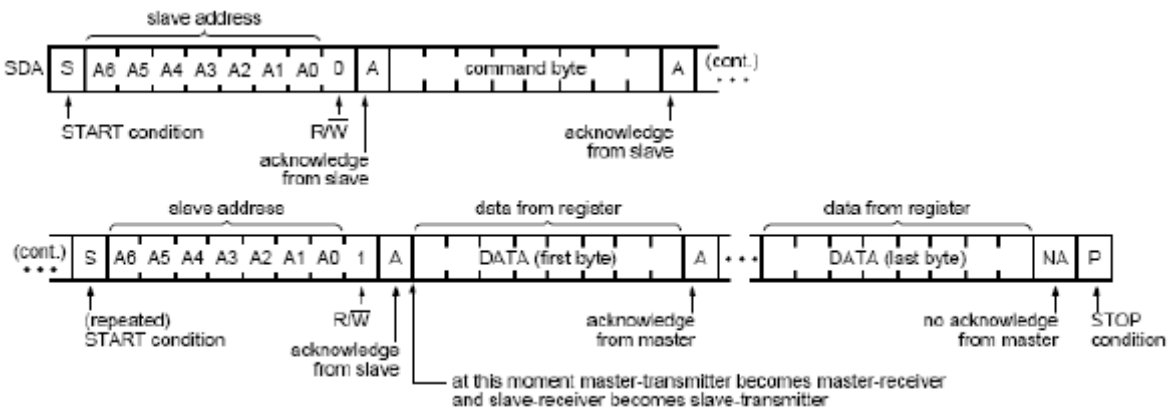 slave address
SDA S A6 A5 A4 A3 A2 A1 A0 0 A command byte A (cont.)
START condition R/W acknowledge
acknowledge from slave
from slave
slave address data from register data from register
(cont.) S A6 A5 A4 A3 A2 A1 A0 1 A DATA (first byte) A DATA (last byte) NA P
(repeated) R/W acknowledge no acknowledge STOP
START condition acknowledge from master from master condition
from slave
at this moment master-transmitter becomes master-receiver
and slave-receiver becomes slave-transmitter